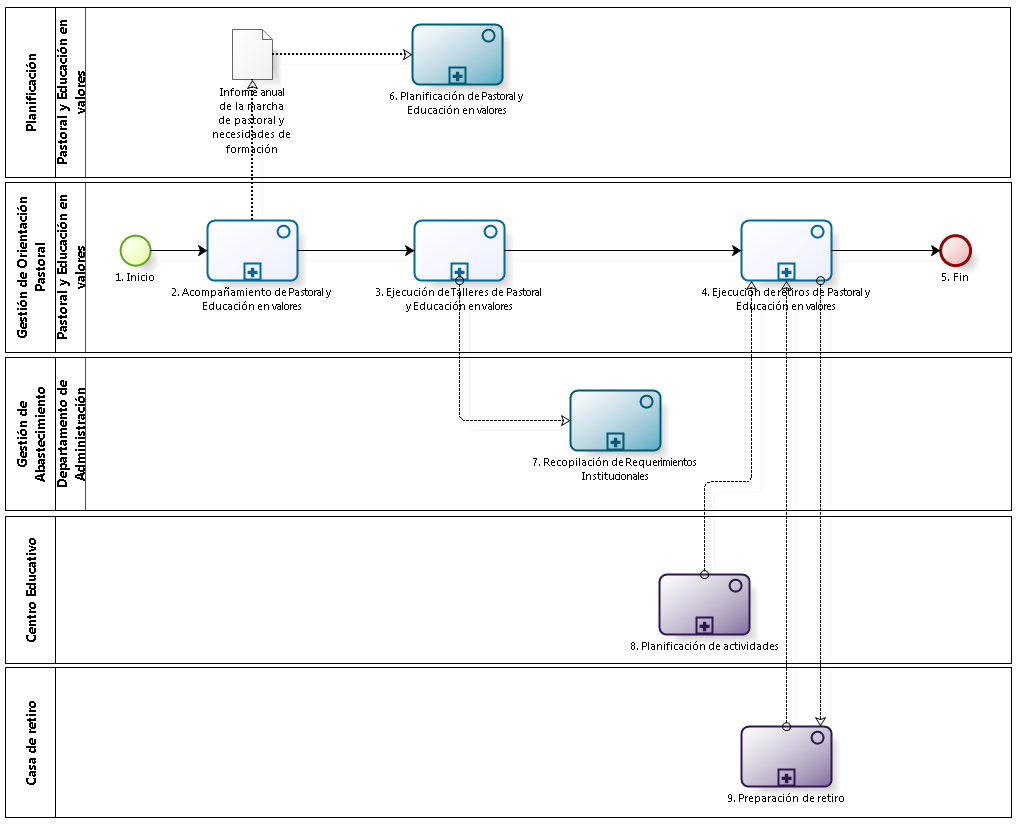 Planificación
Pastoral y Educación en
valores
Informe anual
de la marcha
de pastoral y
necesidades de
formación
6. Planificación de Pastoral y
Educación en valores
Gestión de Orientación
Pastoral
Pastoral y Educación en
valores
1. Inicio
2. Acompañamiento de Pastoral y
Educación en valores
3. Ejecución de Talleres de Pastoral
y Educación en valores
4. Ejecución de retiros de Pastoral y
Educación en valores
5. Fin
Gestión de
Abastecimiento
Departamento de
Administración
7. Recopilación de Requerimientos
Institucionales
Centro Educativo
8. Planificación de actividades
Casa de retiro
9. Preparación de retiro